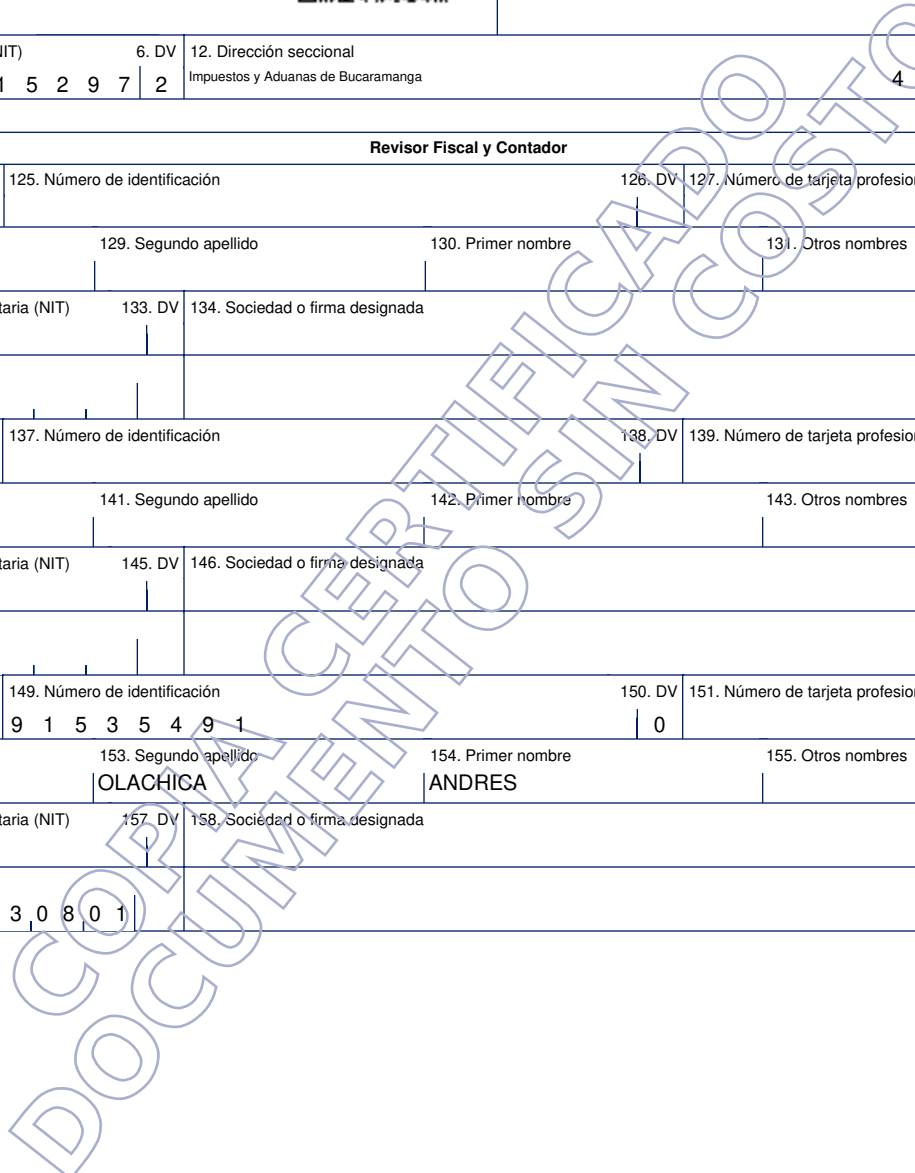 NIT) 6. DV 12. Dirección seccional
1 5 2 9 7 2 Impuestos y Aduanas de Bucaramanga 4
Revisor Fiscal y Contador
125. Número de identificación 126. DV 127. Número de tarjeta profesion
129. Segundo apellido 130. Primer nombre 131. Otros nombres
taria (NIT) 133. DV 134. Sociedad o firma designada
137. Número de identificación 138. DV 139. Número de tarjeta profesion
141. Segundo apellido 142. Primer nombre 143. Otros nombres
taria (NIT) 145. DV 146. Sociedad o firma designada
149. Número de identificación 150. DV 151. Número de tarjeta profesion
9 1 5 3 5 4 9 1 0
153. Segundo apellido 154. Primer nombre 155. Otros nombres
OLACHICA ANDRES
taria (NIT) 157. DV 158. Sociedad o firma designada
3 0 8 0 1
COPIA CERTIFICADO
DOCUMENTO SIN COSTO